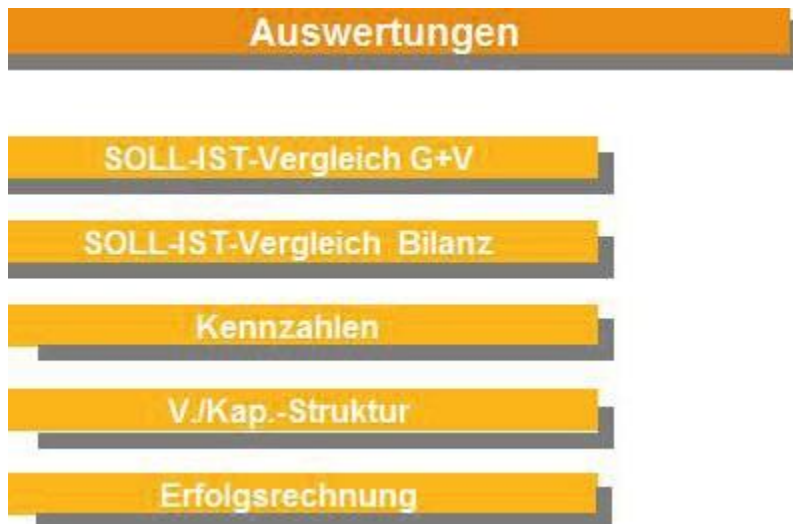 Auswertungen
SOLL-IST-Vergleich G+V
SOLL-IST-Vergleich Bilanz
Kennzahlen
V./Kap.-Struktur
Erfolgsrechnung